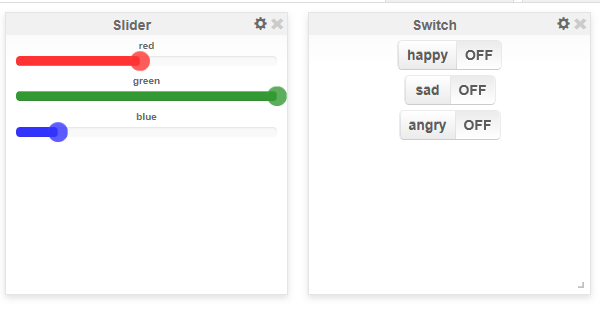 Slider
red
green
blue
Switch
happy OFF
sad OFF
angry OFF